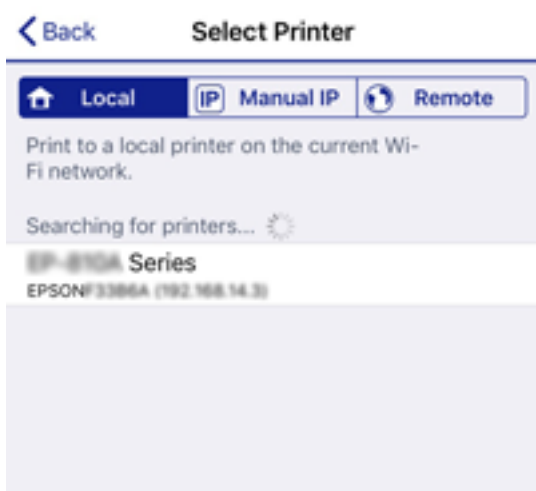 Back Select Printer
Local IP Manual IP Remote
Print to a local printer on the current Wi-
Fi network.
Searching for printers...
Series
EPSON